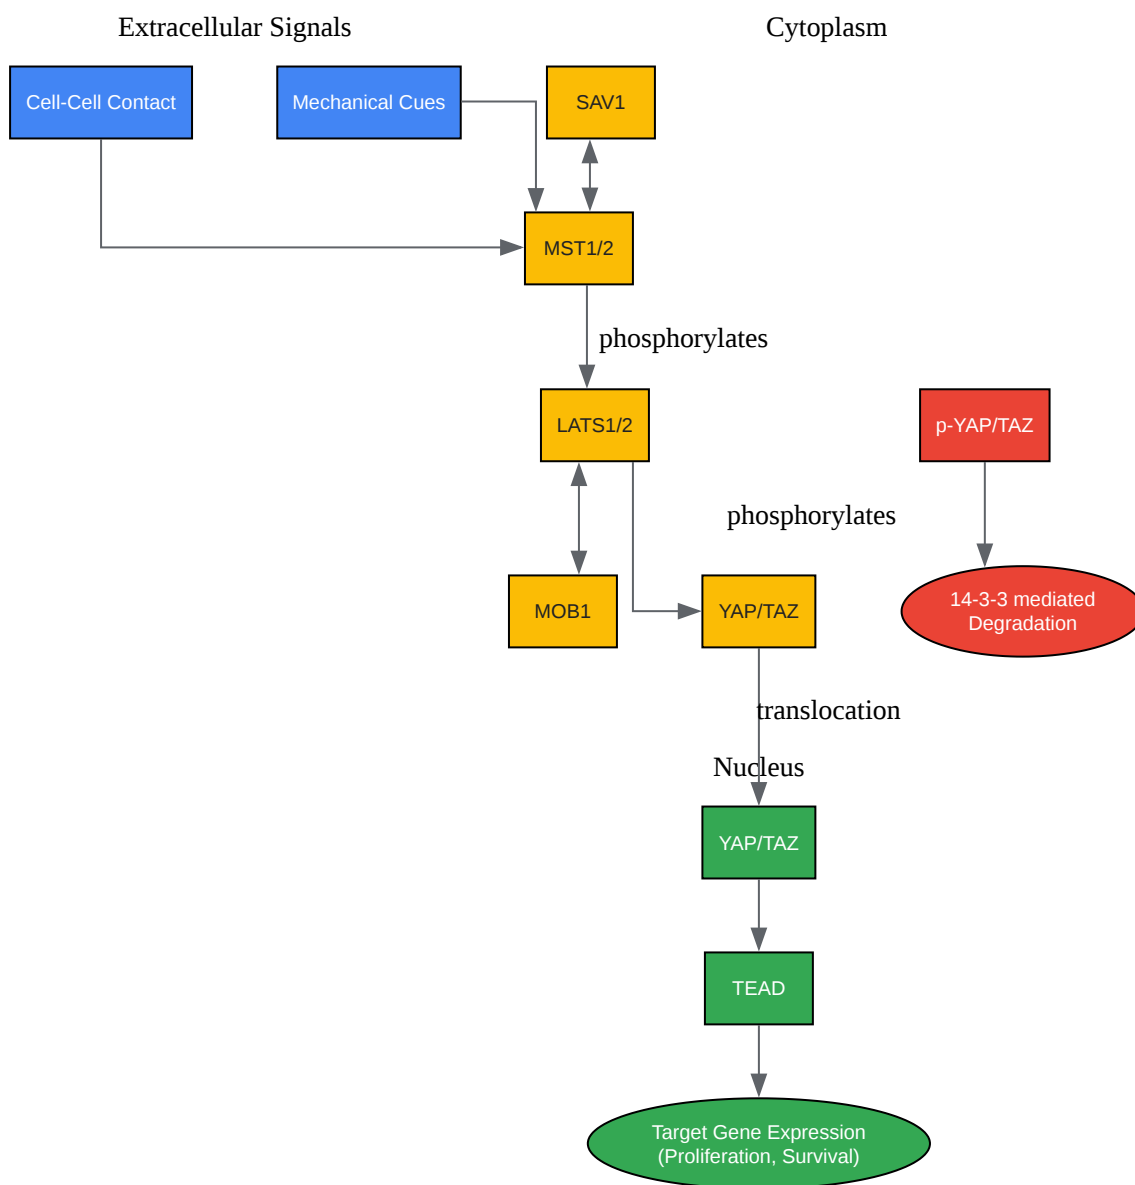 Extracellular Signals
Cytoplasm
Cell-Cell Contact
Mechanical Cues
SAV1
MST1/2
phosphorylates
LATS1/2
p-YAP/TAZ
phosphorylates
MOB1
YAP/TAZ
14-3-3 mediated
Degradation
translocation
Nucleus
YAP/TAZ
TEAD
Target Gene Expression
(Proliferation, Survival)